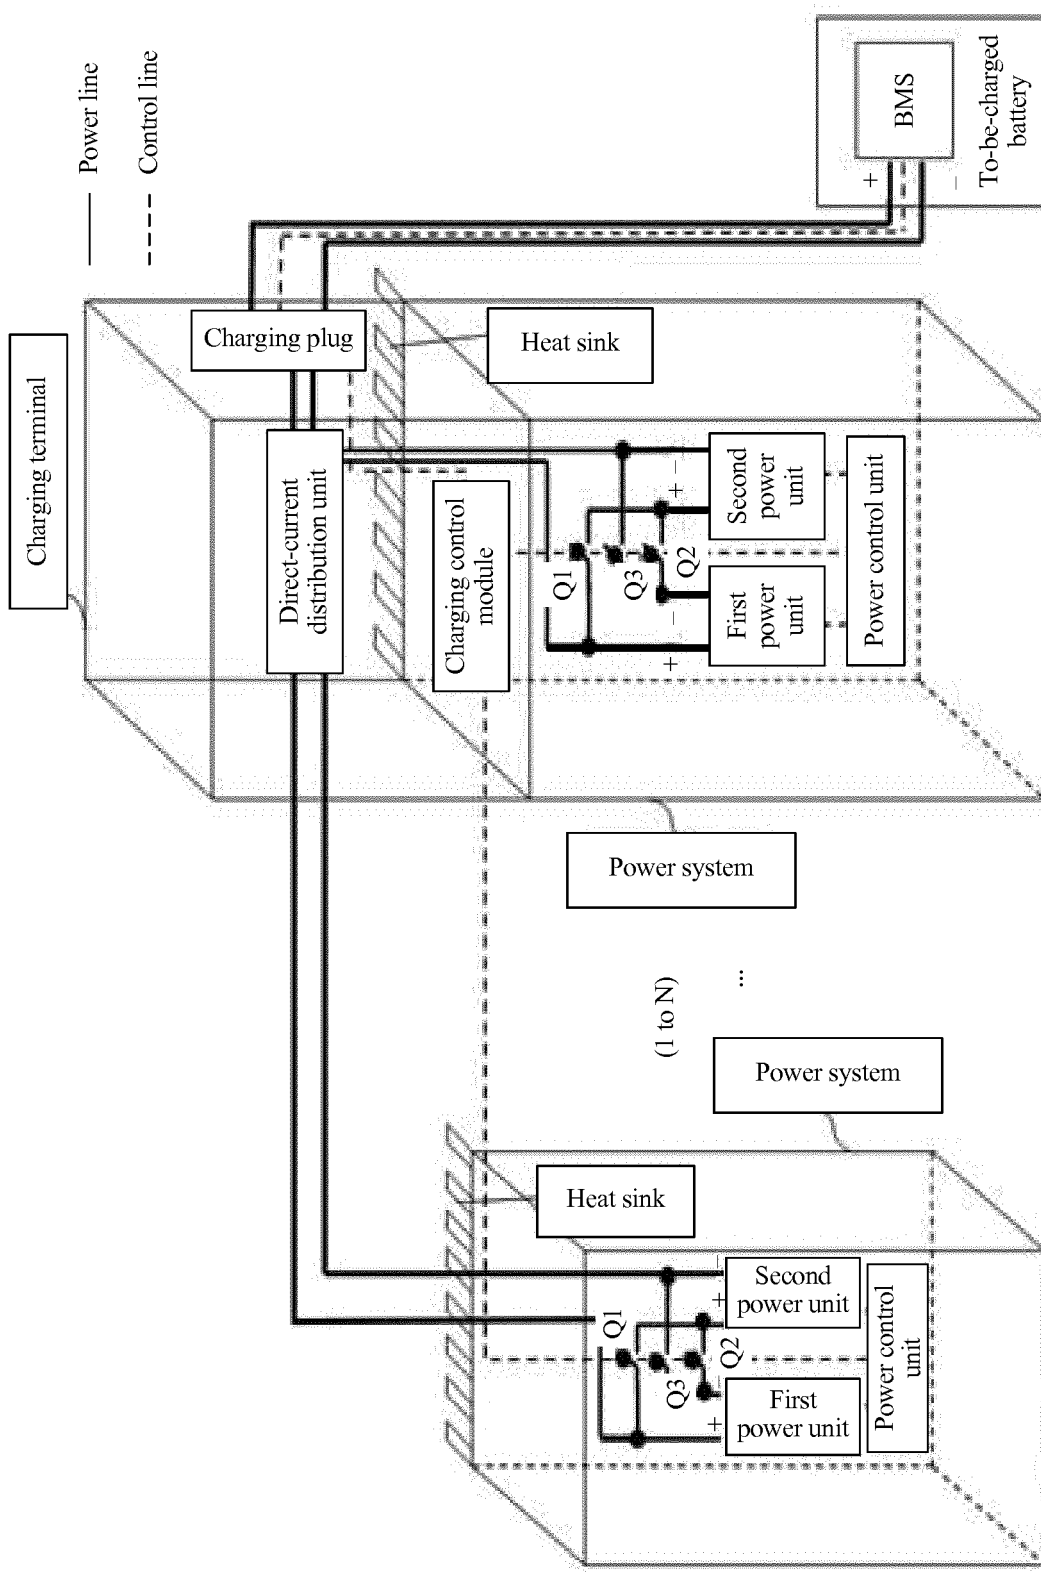 Power line
Control line
Charging terminal
Charging plug
Heat sink
Direct-current
distribution unit
Charging control
module
Q1
Q3
Q2
+
−
+
−
First
power
unit
Second
power
unit
Power control unit
Power system
BMS
+
−
To-be-charged
battery
(1 to N)
...
Power system
Heat sink
Q1
Q3
Q2
+
+
−
First
power unit
Second
power unit
Power control
unit